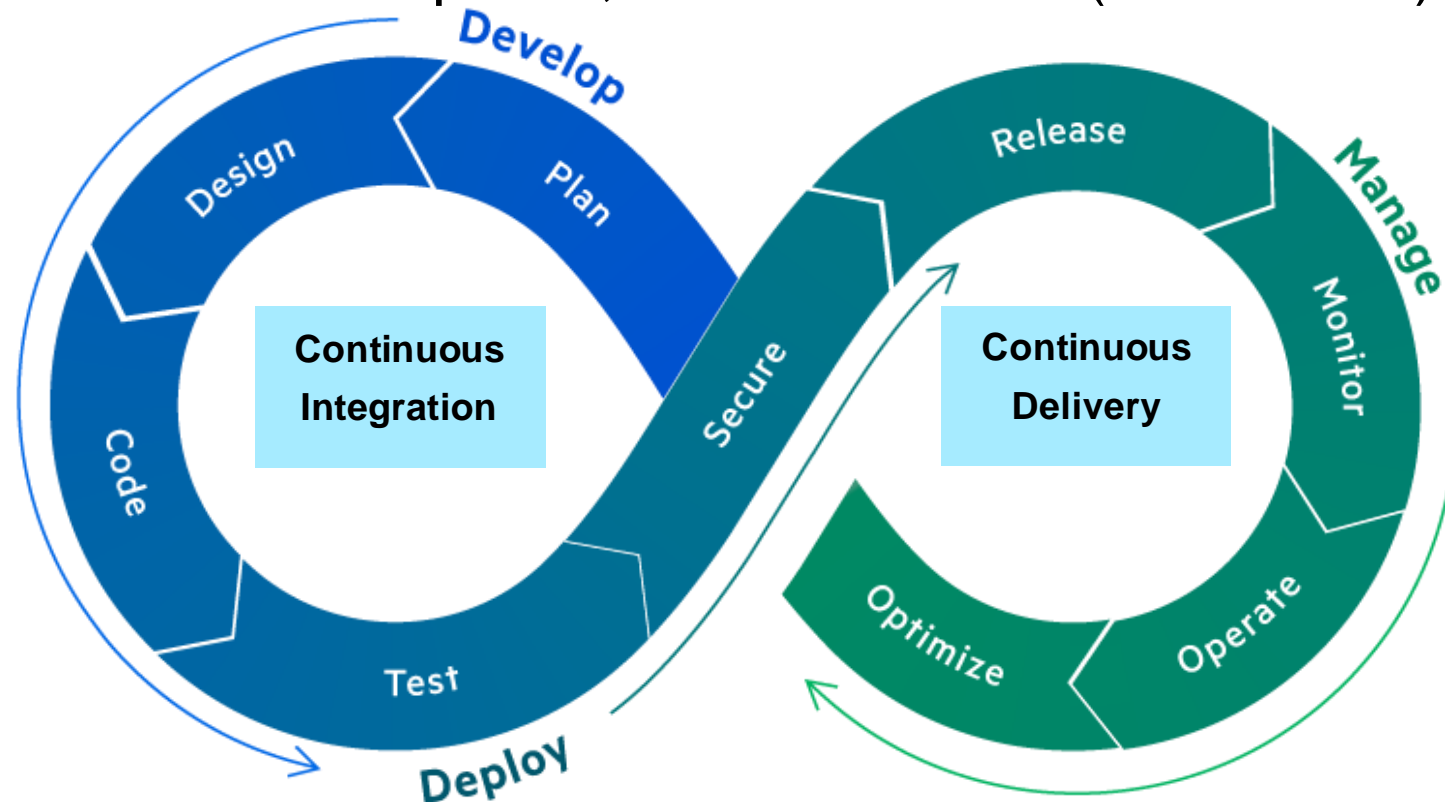 Develop
Plan
Design
Code
Test
Deploy
Secure
Release
Manage
Monitor
Operate
Optimize
Continuous
Integration
Continuous
Delivery